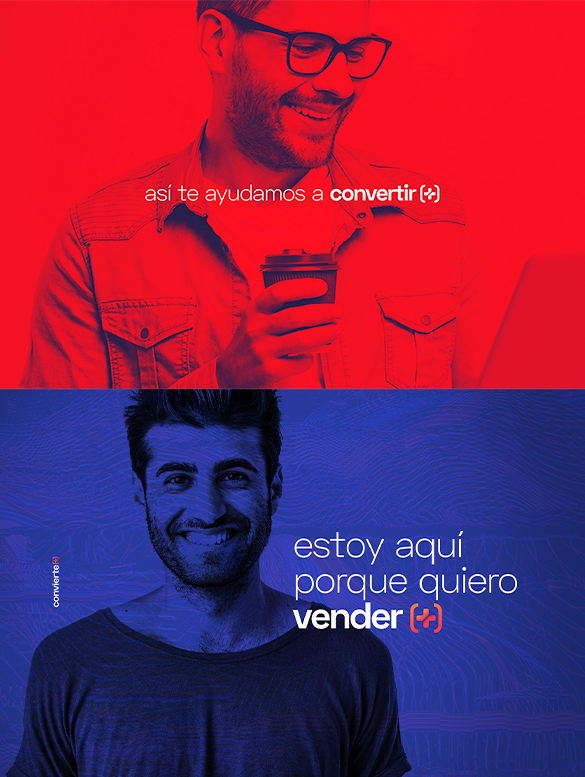 así te ayudamos a convertir (+)
estoy aquí
porque quiero
vender (+)
convierte(+)